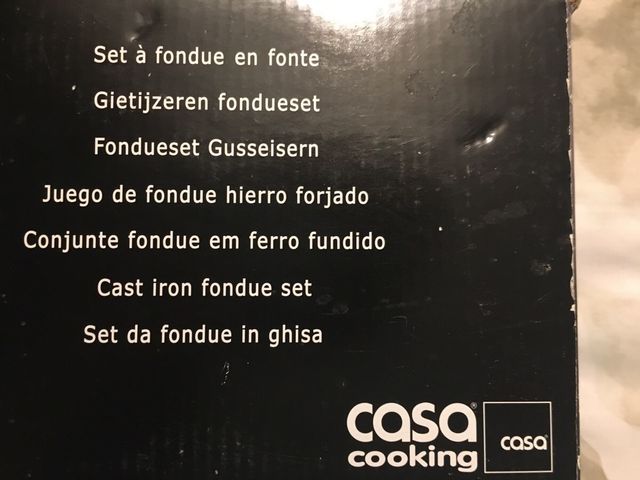 Set à fondue en fonte
Gietijzeren fondueset
Fondueset Gusseisern
Juego de fondue hierro forjado
Conjunte fondue em ferro fundido
Cast iron fondue set
Set da fondue in ghisa
casa®
cooking
casa®